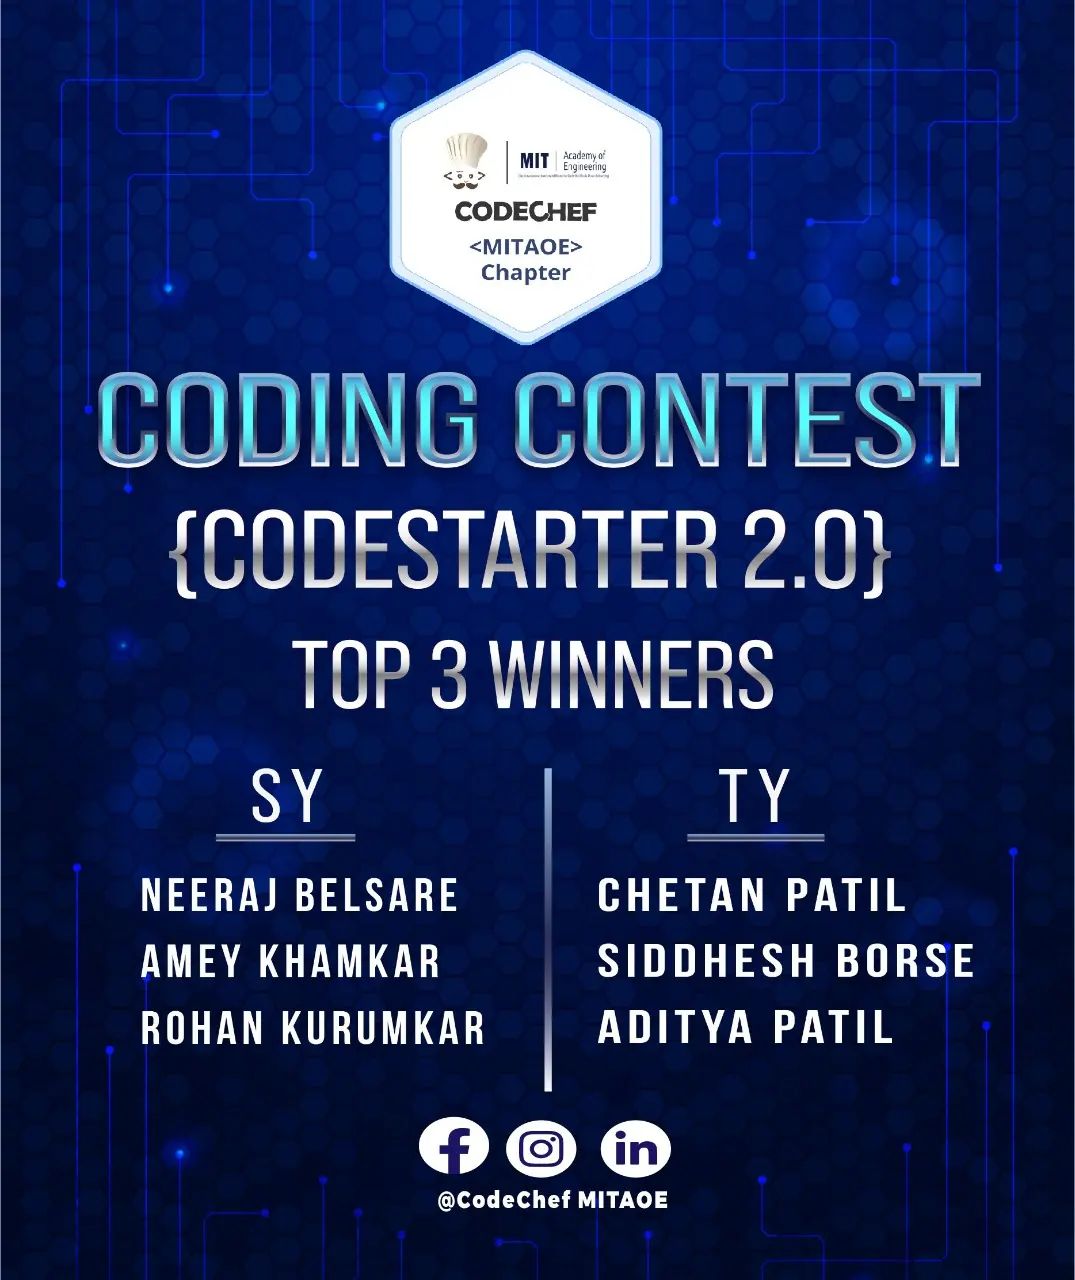 MIT
Academy of
Engineering
CODECHEF
<MITAOE>
Chapter
CODING CONTEST
{CODESTARTER 2.0}
TOP 3 WINNERS
SY
NEERAJ BELSARE
AMEY KHAMKAR
ROHAN KURUMKAR
TY
CHETAN PATIL
SIDDHESH BORSE
ADITYA PATIL
@CodeChef MITAOE